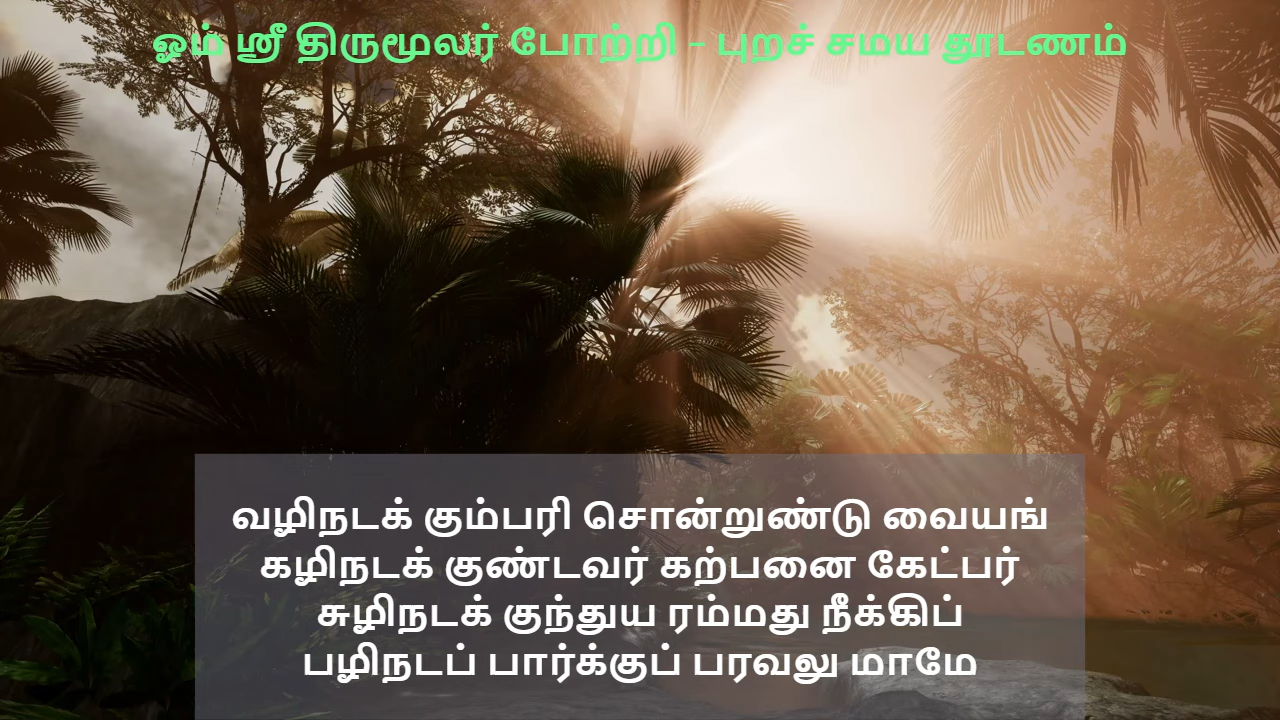 ஓம் ஸ்ரீ திருமூலர் போற்றி - புறச் சமய தூடணம்
வழிநடக் கும்பரி சொன்றுண்டு வையங்
கழிநடக் குண்டவர் கற்பனை கேட்பர்
சுழிநடக் குந்துய ரம்மது நீக்கிப்
பழிநடப் பார்க்குப் பரவலு மாமே